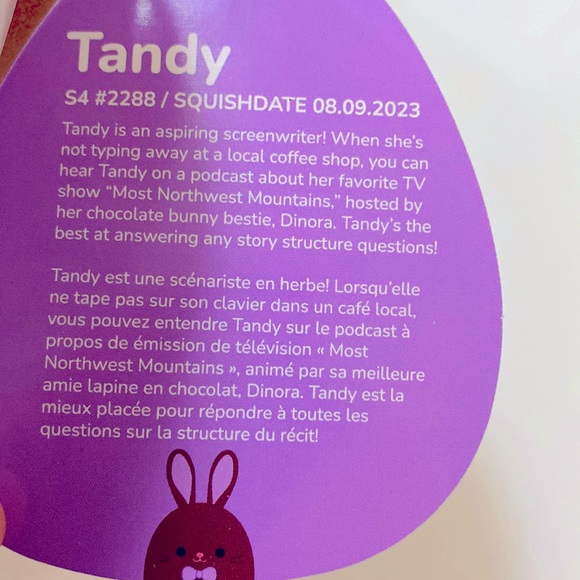 Tandy
S4 #2288 / SQUISHDATE 08.09.2023
Tandy is an aspiring screenwriter! When she's
not typing away at a local coffee shop, you can
hear Tandy on a podcast about her favorite TV
show “Most Northwest Mountains,” hosted by
her chocolate bunny bestie, Dinora. Tandy's the
best at answering any story structure questions!
Tandy est une scénariste en herbe! Lorsqu'elle
ne tape pas sur son clavier dans un café local,
vous pouvez entendre Tandy sur le podcast à
propos de émission de télévision « Most
Northwest Mountains », animé par sa meilleure
amie lapine en chocolat, Dinora. Tandy est la
mieux placée pour répondre à toutes les
questions sur la structure du récit!